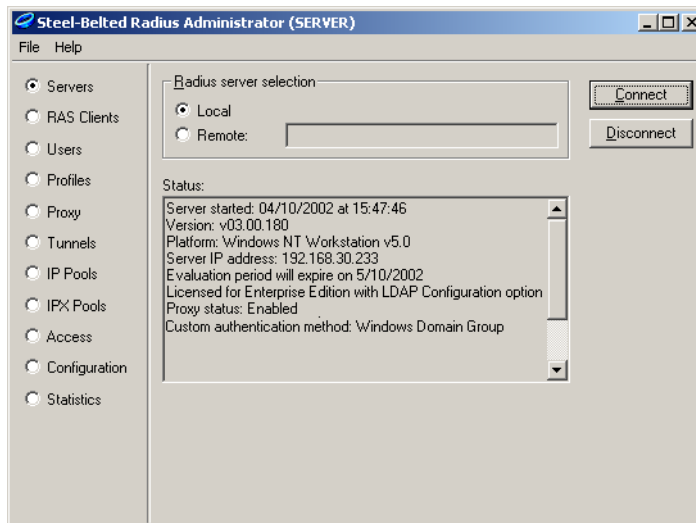 Steel-Belted Radius Administrator (SERVER)
File Help
Servers
RAS Clients
Users
Profiles
Proxy
Tunnels
IP Pools
IPX Pools
Access
Configuration
Statistics
Radius server selection
Local
Remote:
Connect
Disconnect
Status:
Server started: 04/10/2002 at 15:47:46
Version: v03.00.180
Platform: Windows NT Workstation v5.0
Server IP address: 192.168.30.233
Evaluation period will expire on 5/10/2002
Licensed for Enterprise Edition with LDAP Configuration option
Proxy status: Enabled
Custom authentication method: Windows Domain Group